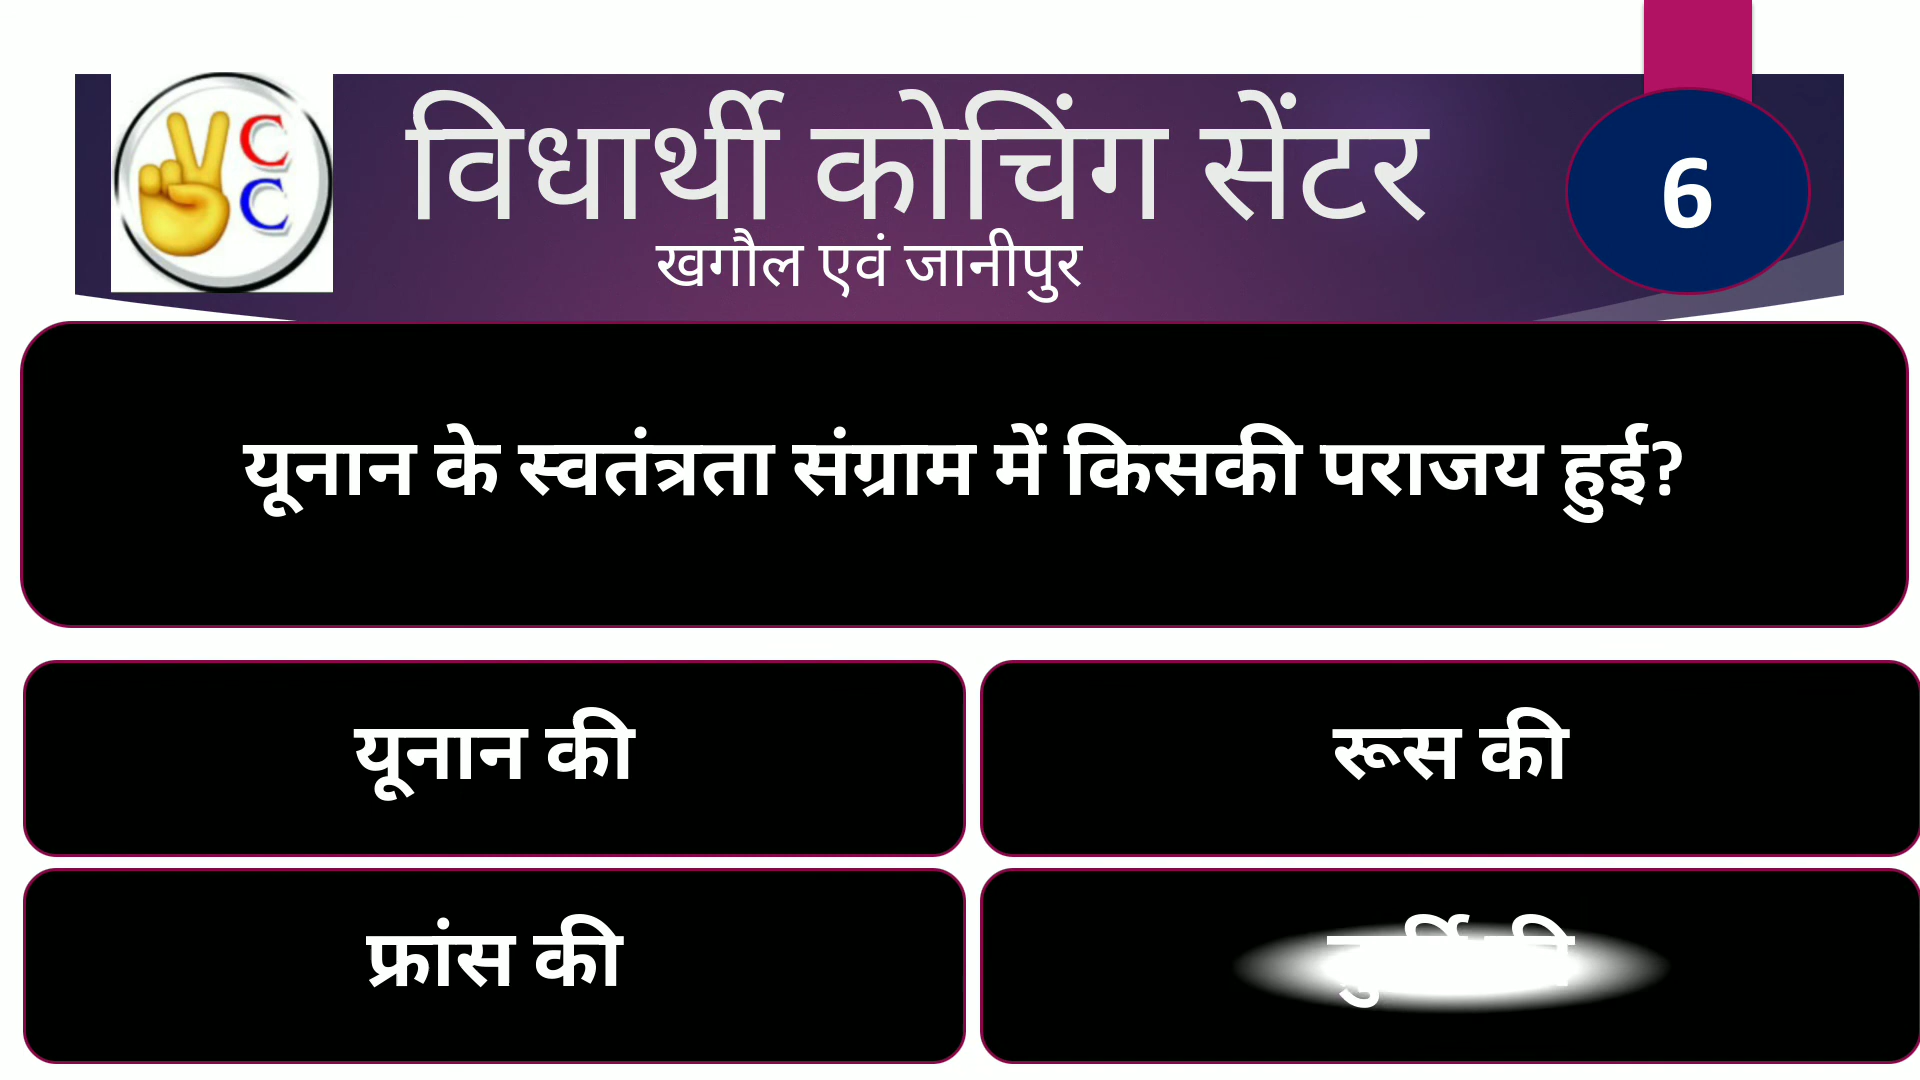 C
C
विधार्थी कोचिंग सेंटर
खगौल एवं जानीपुर
6
यूनान के स्वतंत्रता संग्राम में किसकी पराजय हुई?
यूनान की
रूस की
फ्रांस की
की